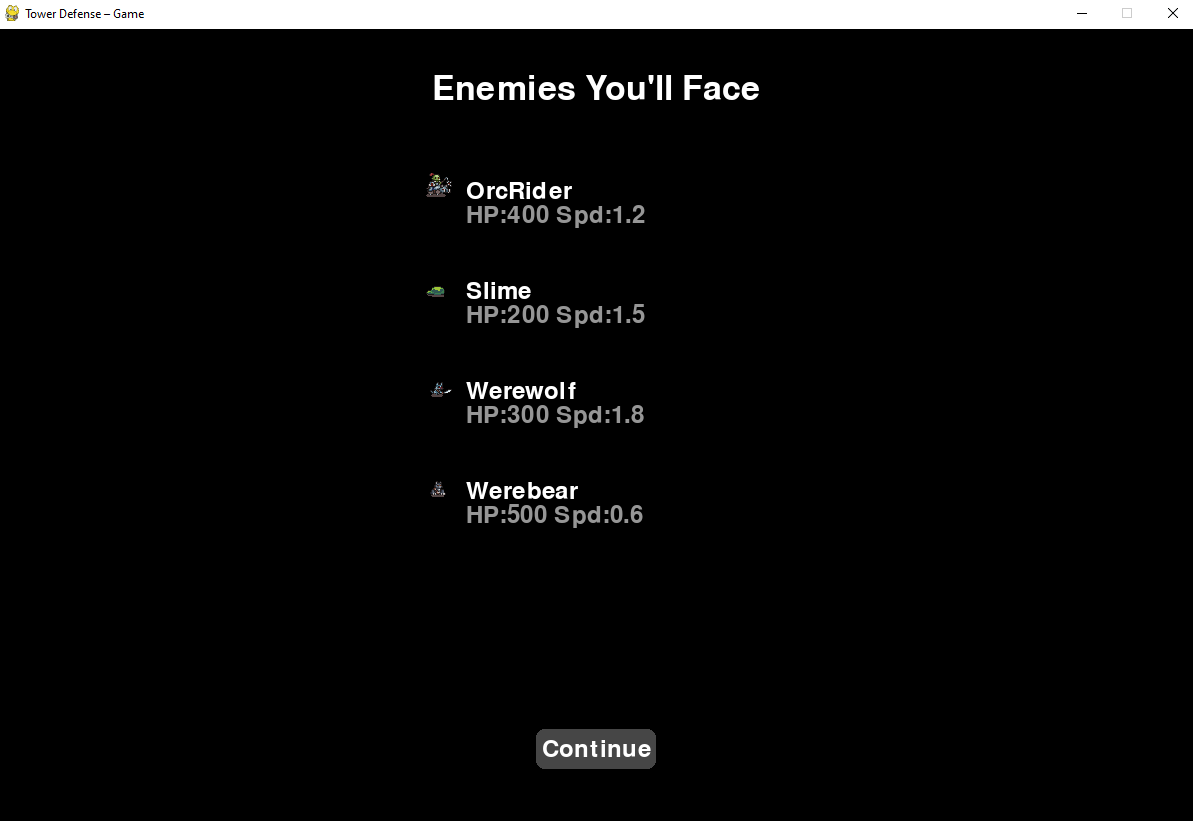 Tower Defense – Game
Enemies You'll Face
OrcRider
HP:400 Spd:1.2
Slime
HP:200 Spd:1.5
Werewolf
HP:300 Spd:1.8
Werebear
HP:500 Spd:0.6
Continue